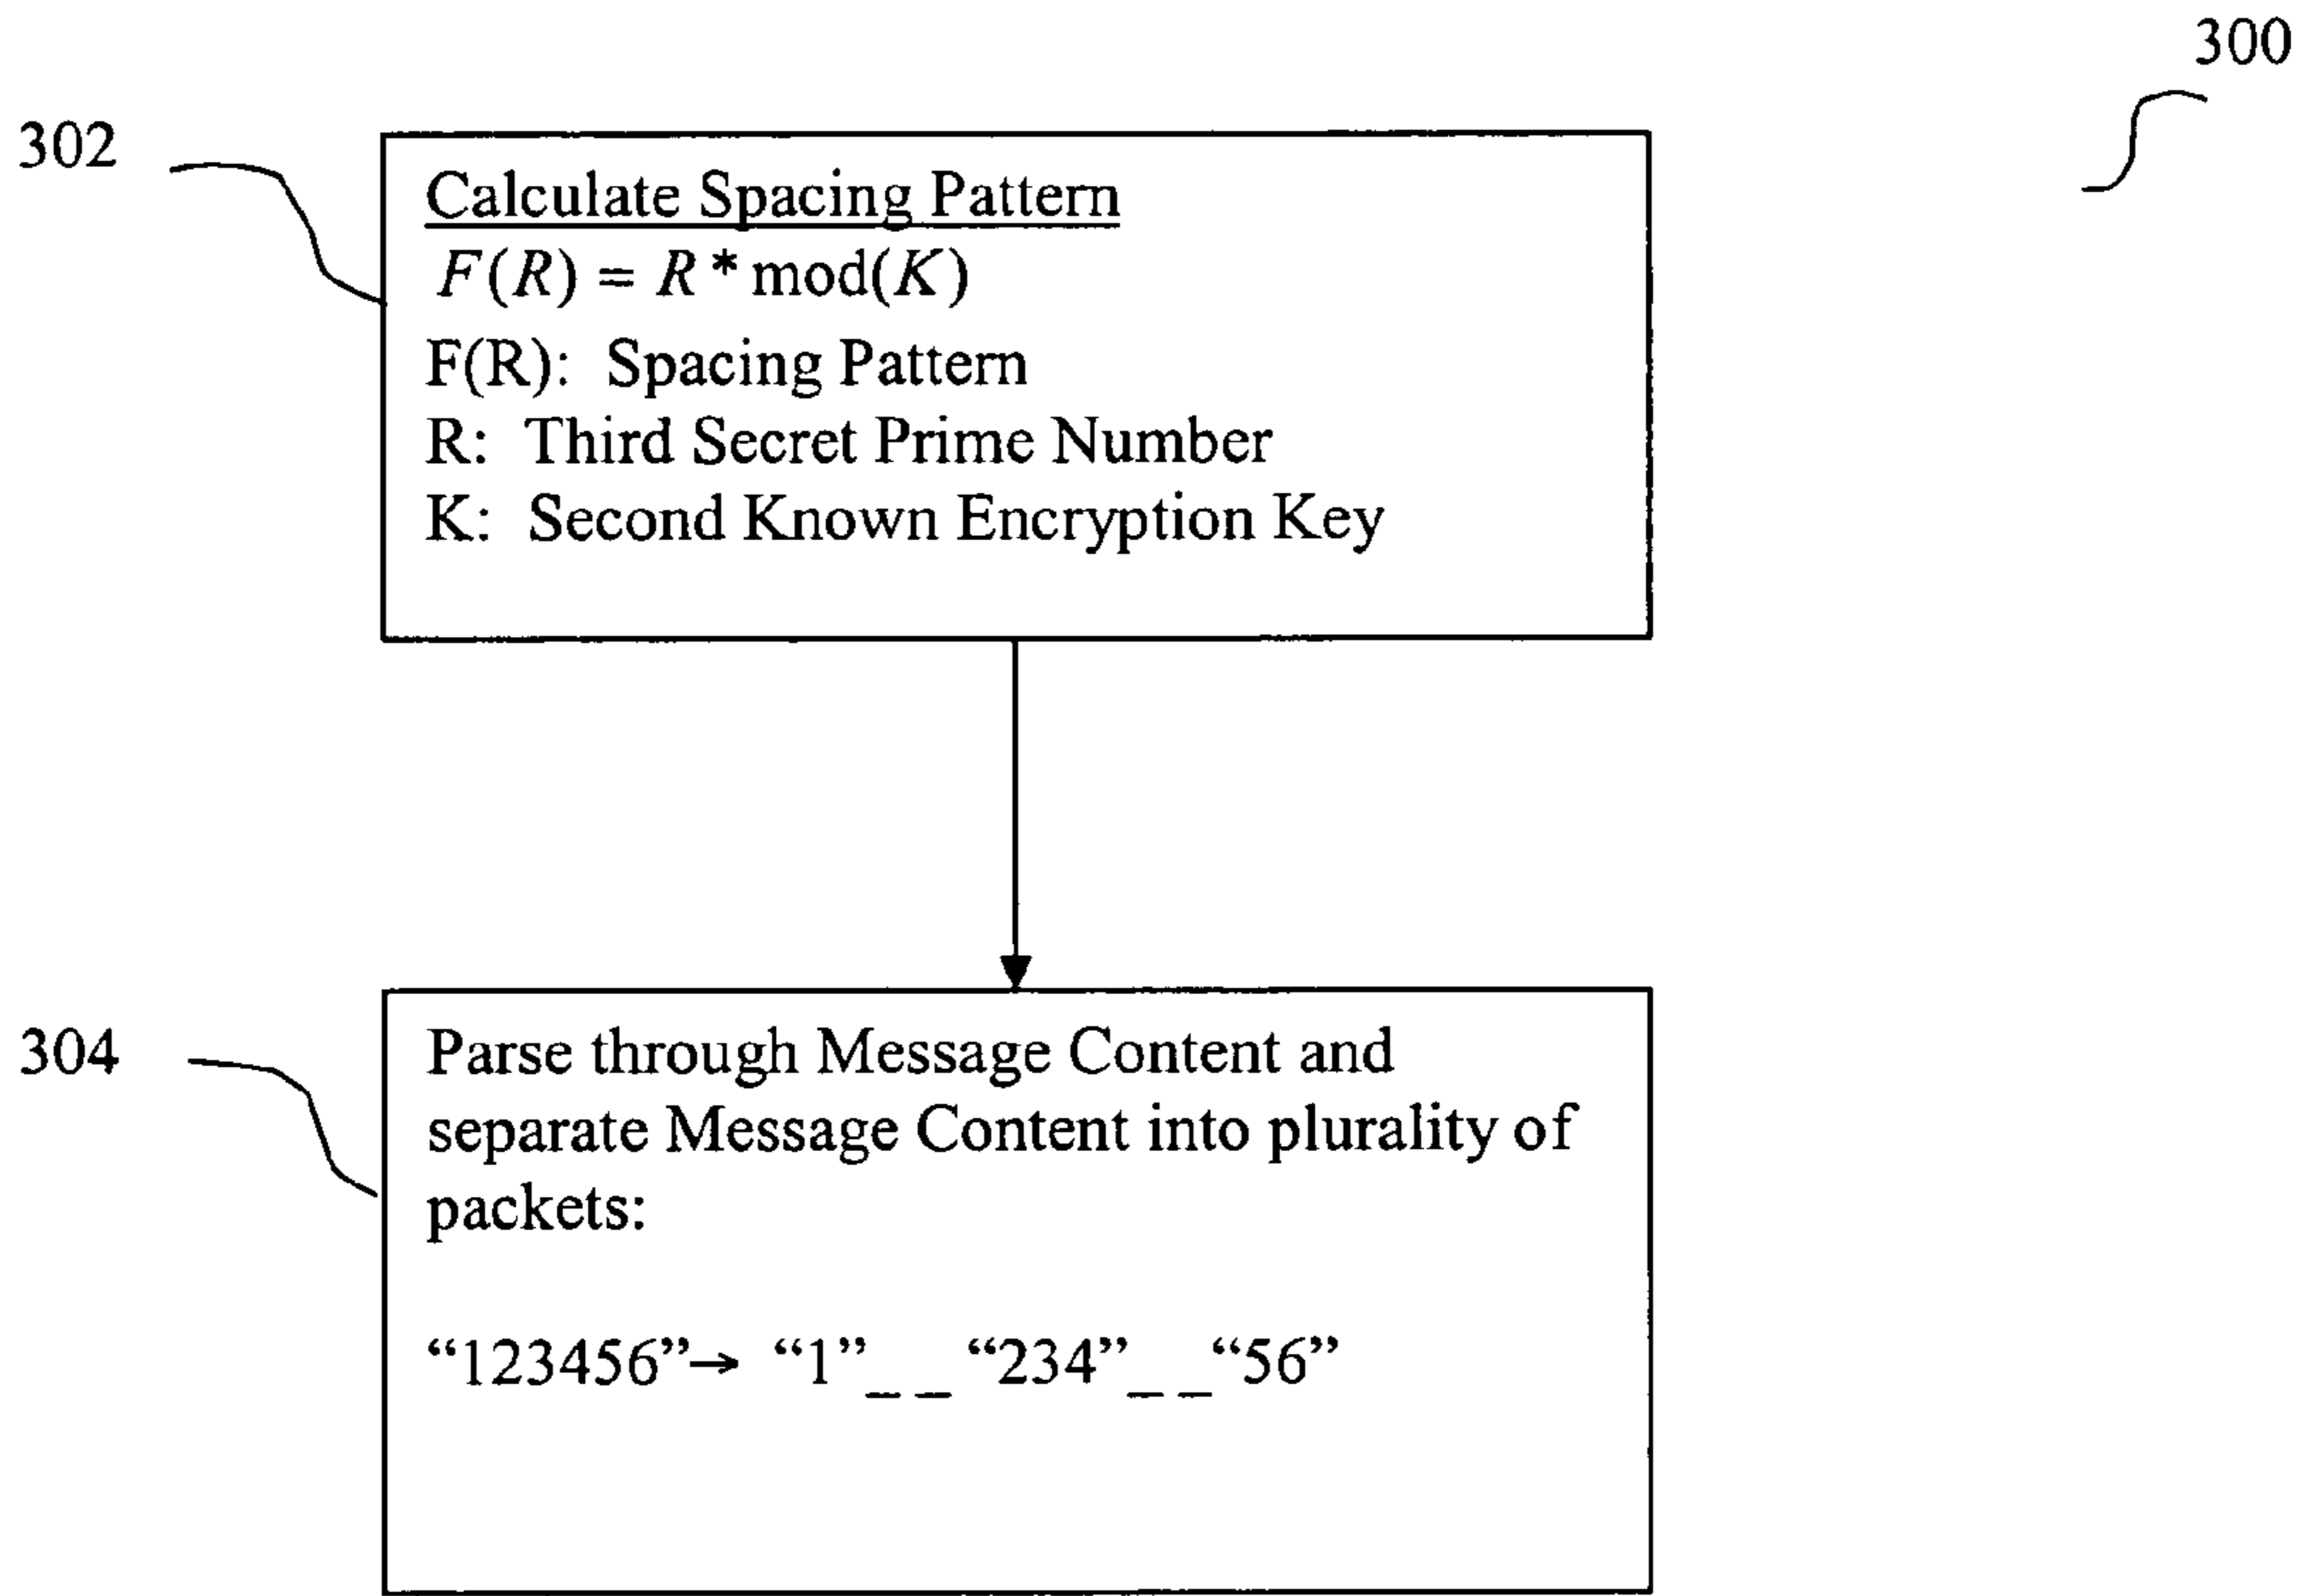 300
302
Calculate Spacing Pattern
F(R) = R * mod(K)
F(R): Spacing Pattern
R: Third Secret Prime Number
K: Second Known Encryption Key
304
Parse through Message Content and
separate Message Content into plurality of
packets:
“123456”→ “1”_ _ “234”_ _“56”